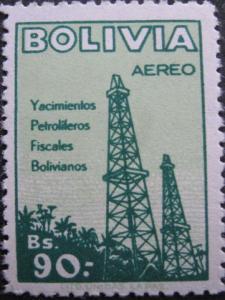 BOLIVIA
AEREO
Yacimientos
Petrolíferos
Fiscales
Bolivianos
Bs.
90.-